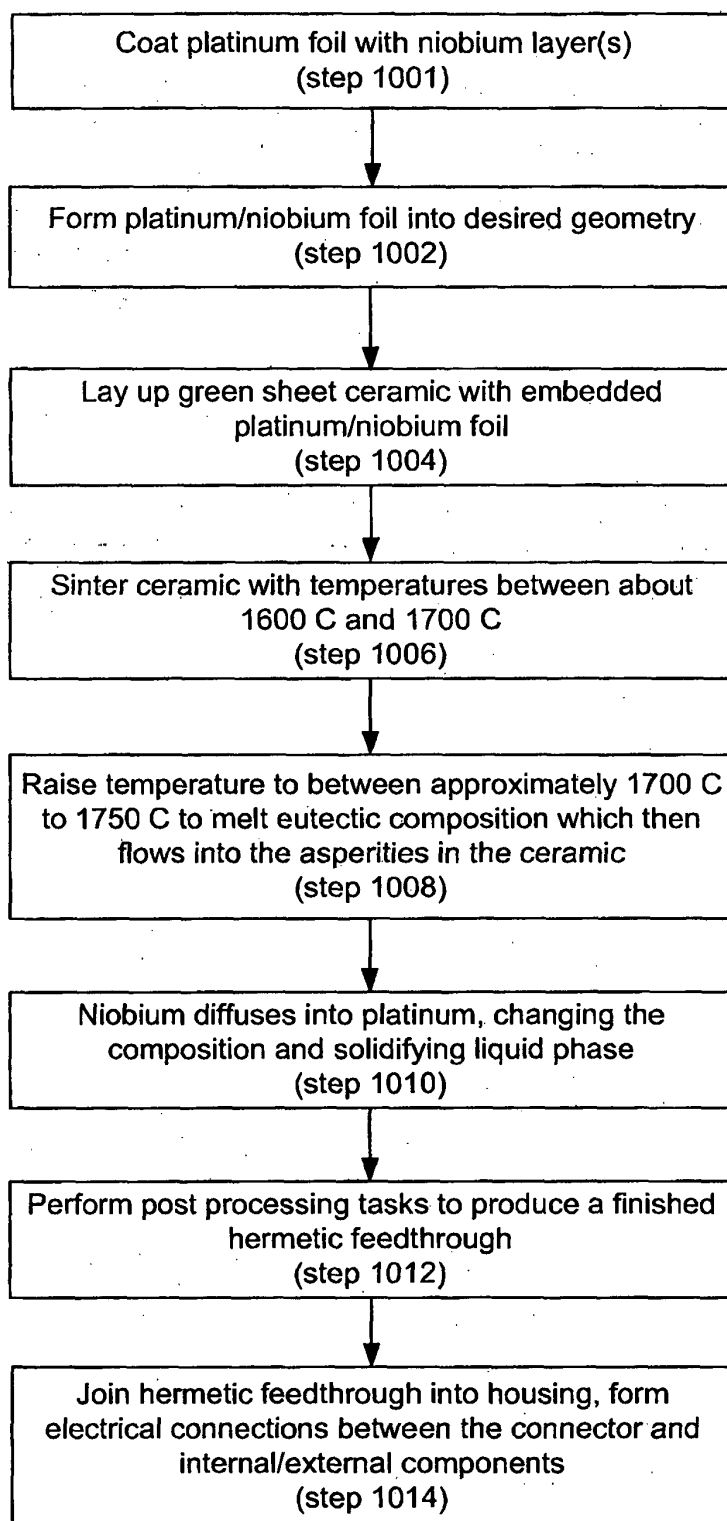 Coat platinum foil with niobium layer(s)
(step 1001)
Form platinum/niobium foil into desired geometry
(step 1002)
Lay up green sheet ceramic with embedded
platinum/niobium foil
(step 1004)
Sinter ceramic with temperatures between about
1600 C and 1700 C
(step 1006)
Raise temperature to between approximately 1700 C
to 1750 C to melt eutectic composition which then
flows into the asperities in the ceramic
(step 1008)
Niobium diffuses into platinum, changing the
composition and solidifying liquid phase
(step 1010)
Perform post processing tasks to produce a finished
hermetic feedthrough
(step 1012)
Join hermetic feedthrough into housing, form
electrical connections between the connector and
internal/external components
(step 1014)